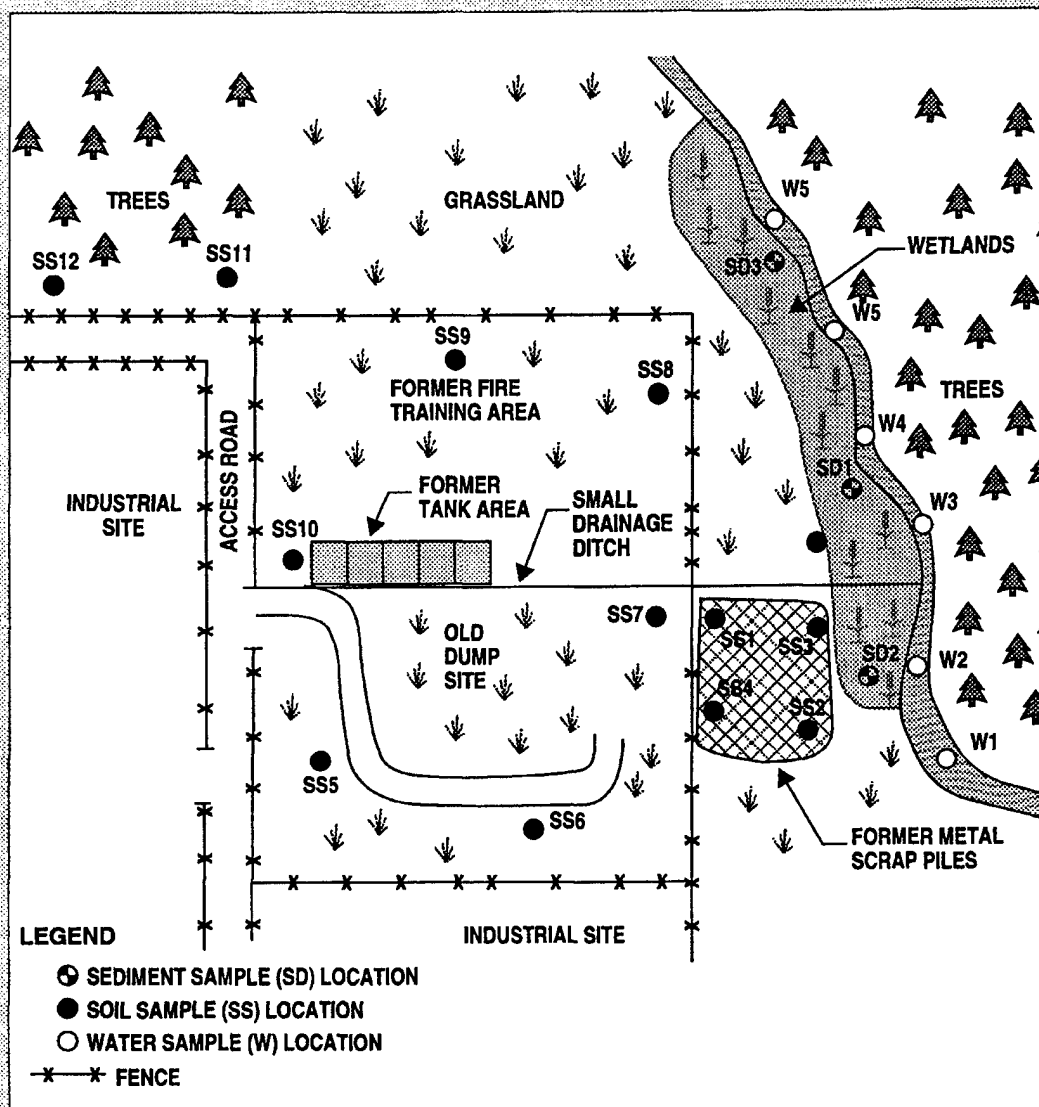 TREES
SS12
SS11
GRASSLAND
W5
WETLANDS
SD3
W5
SS9
FORMER FIRE
TRAINING AREA
SS8
TREES
W4
ACCESS ROAD
INDUSTRIAL
SITE
FORMER
TANK AREA
SMALL
DRAINAGE
DITCH
SD1
W3
SS10
SS7
OLD
DUMP
SITE
SS1
SS3
SD2
W2
SS4
SS2
SS5
W1
SS6
FORMER METAL
SCRAP PILES
INDUSTRIAL SITE
LEGEND
SEDIMENT SAMPLE (SD) LOCATION
SOIL SAMPLE (SS) LOCATION
WATER SAMPLE (W) LOCATION
FENCE